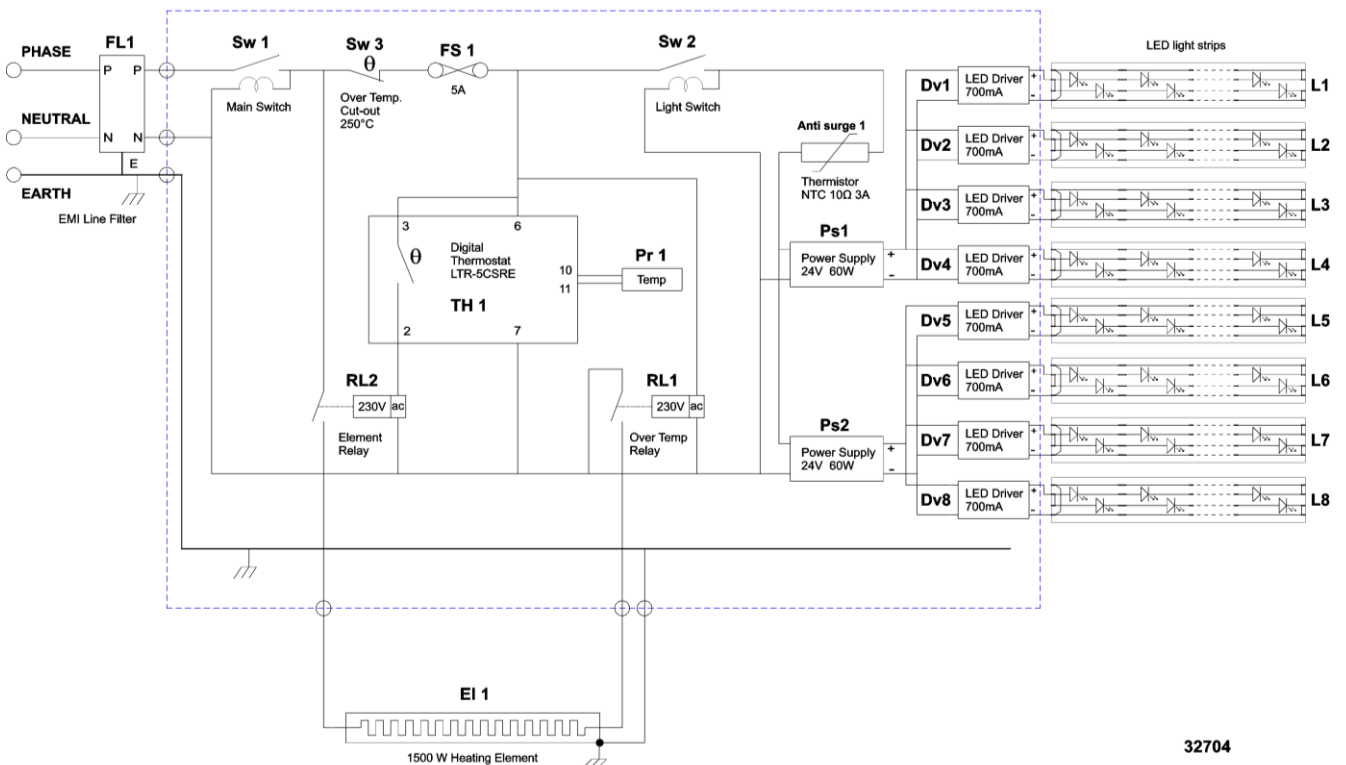 PHASE
FL1
P P
NEUTRAL
N N
E
EARTH
EMI Line Filter
Sw 1
Main Switch
Sw 3
θ
Over Temp.
Cut-out
250°C
FS 1
5A
Sw 2
Light Switch
Anti surge 1
Thermistor
NTC 10Ω 3A
3
6
θ
Digital
Thermostat
LTR-5CSRE
TH 1
10
11
2
7
Pr 1
Temp
RL2
230V ac
Element
Relay
RL1
230V ac
Over Temp
Relay
Ps1
Power Supply
24V 60W
+
-
Ps2
Power Supply
24V 60W
+
-
LED light strips
Dv1
LED Driver
700mA
+
-
L1
Dv2
LED Driver
700mA
+
-
L2
Dv3
LED Driver
700mA
+
-
L3
Dv4
LED Driver
700mA
+
-
L4
Dv5
LED Driver
700mA
+
-
L5
Dv6
LED Driver
700mA
+
-
L6
Dv7
LED Driver
700mA
+
-
L7
Dv8
LED Driver
700mA
+
-
L8
El 1
1500 W Heating Element
32704